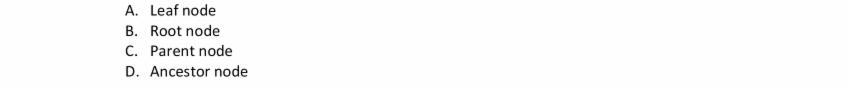 A. Leaf node
B. Root node
C. Parent node
D. Ancestor node